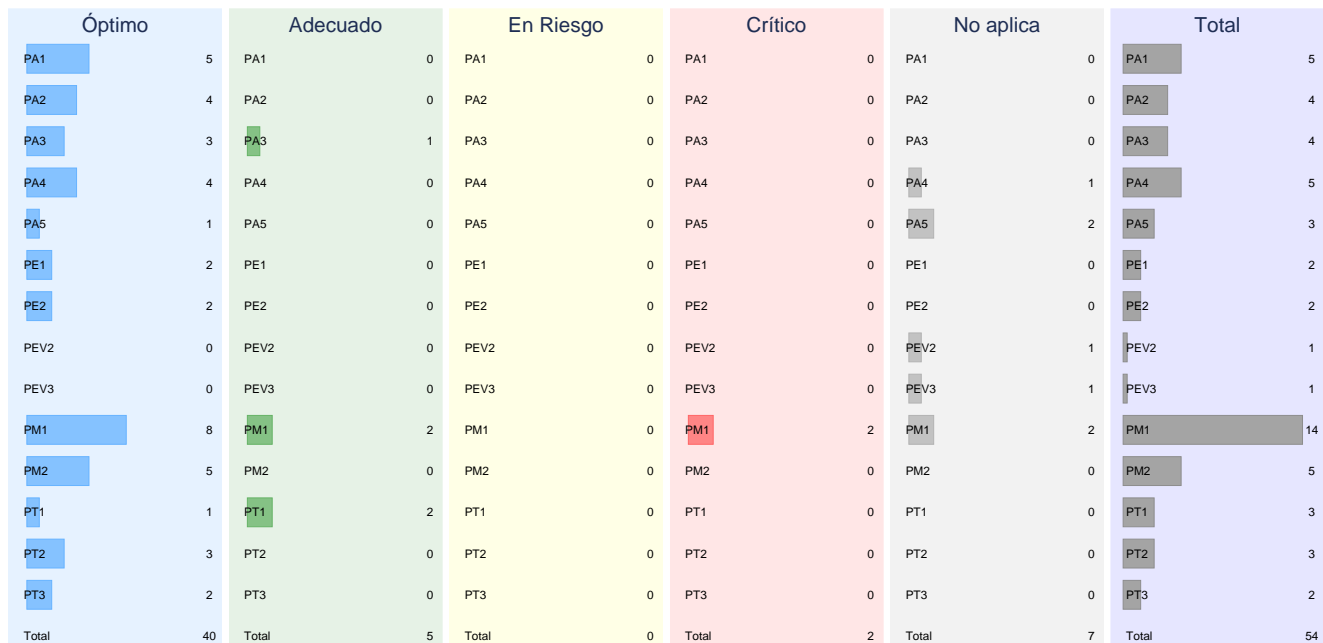 Óptimo Adecuado En Riesgo Crítico No aplica Total
PA1 5 PA1 0 PA1 0 PA1 0 PA1 0 PA1 5
PA2 4 PA2 0 PA2 0 PA2 0 PA2 0 PA2 4
PA3 3 PA3 1 PA3 0 PA3 0 PA3 0 PA3 4
PA4 4 PA4 0 PA4 0 PA4 0 PA4 1 PA4 5
PA5 1 PA5 0 PA5 0 PA5 0 PA5 2 PA5 3
PE1 2 PE1 0 PE1 0 PE1 0 PE1 0 PE1 2
PE2 2 PE2 0 PE2 0 PE2 0 PE2 0 PE2 2
PEV2 0 PEV2 0 PEV2 0 PEV2 0 PEV2 1 PEV2 1
PEV3 0 PEV3 0 PEV3 0 PEV3 0 PEV3 1 PEV3 1
PM1 8 PM1 2 PM1 0 PM1 2 PM1 2 PM1 14
PM2 5 PM2 0 PM2 0 PM2 0 PM2 0 PM2 5
PT1 1 PT1 2 PT1 0 PT1 0 PT1 0 PT1 3
PT2 3 PT2 0 PT2 0 PT2 0 PT2 0 PT2 3
PT3 2 PT3 0 PT3 0 PT3 0 PT3 0 PT3 2
Total 40 Total 5 Total 0 Total 2 Total 7 Total 54